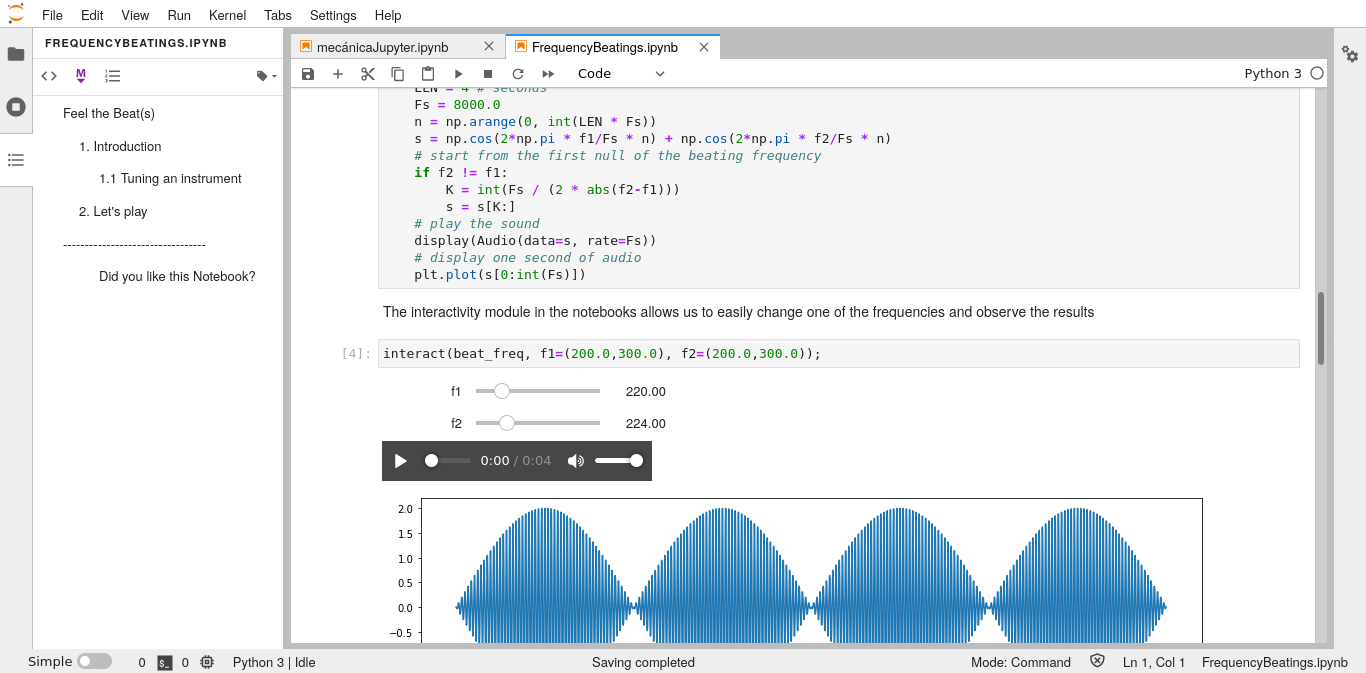 File Edit View Run Kernel Tabs Settings Help
FREQUENCYBEATINGS.IPYNB
Feel the Beat(s)
1. Introduction
1.1 Tuning an instrument
2. Let's play
---------------------------------
Did you like this Notebook?
mecánicaJupyter.ipynb
FrequencyBeatings.ipynb
Code
Python 3
LEN = 4 # seconds
Fs = 8000.0
n = np.arange(0, int(LEN * Fs))
s = np.cos(2*np.pi * f1/Fs * n) + np.cos(2*np.pi * f2/Fs * n)
# start from the first null of the beating frequency
if f2 != f1:
K = int(Fs / (2 * abs(f2-f1)))
s = s[K:]
# play the sound
display(Audio(data=s, rate=Fs))
# display one second of audio
plt.plot(s[0:int(Fs)])
The interactivity module in the notebooks allows us to easily change one of the frequencies and observe the results
[4]: interact(beat_freq, f1=(200.0,300.0), f2=(200.0,300.0));
f1 220.00
f2 224.00
0:00 / 0:04
2.0
1.5
1.0
0.5
0.0
−0.5
Simple 0 $_ 0 Python 3 | Idle Saving completed Mode: Command Ln 1, Col 1 FrequencyBeatings.ipynb